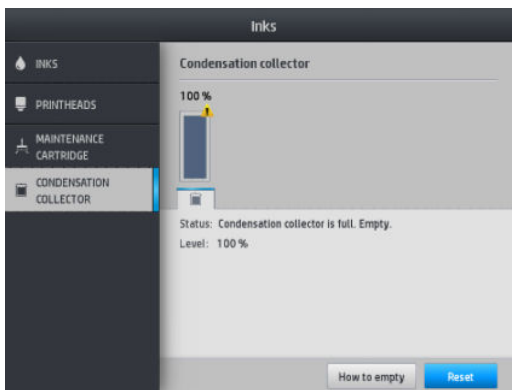 Inks
INKS
PRINTHEADS
MAINTENANCE
CARTRIDGE
CONDENSATION
COLLECTOR
Condensation collector
100 %
Status: Condensation collector is full. Empty.
Level: 100 %
How to empty
Reset